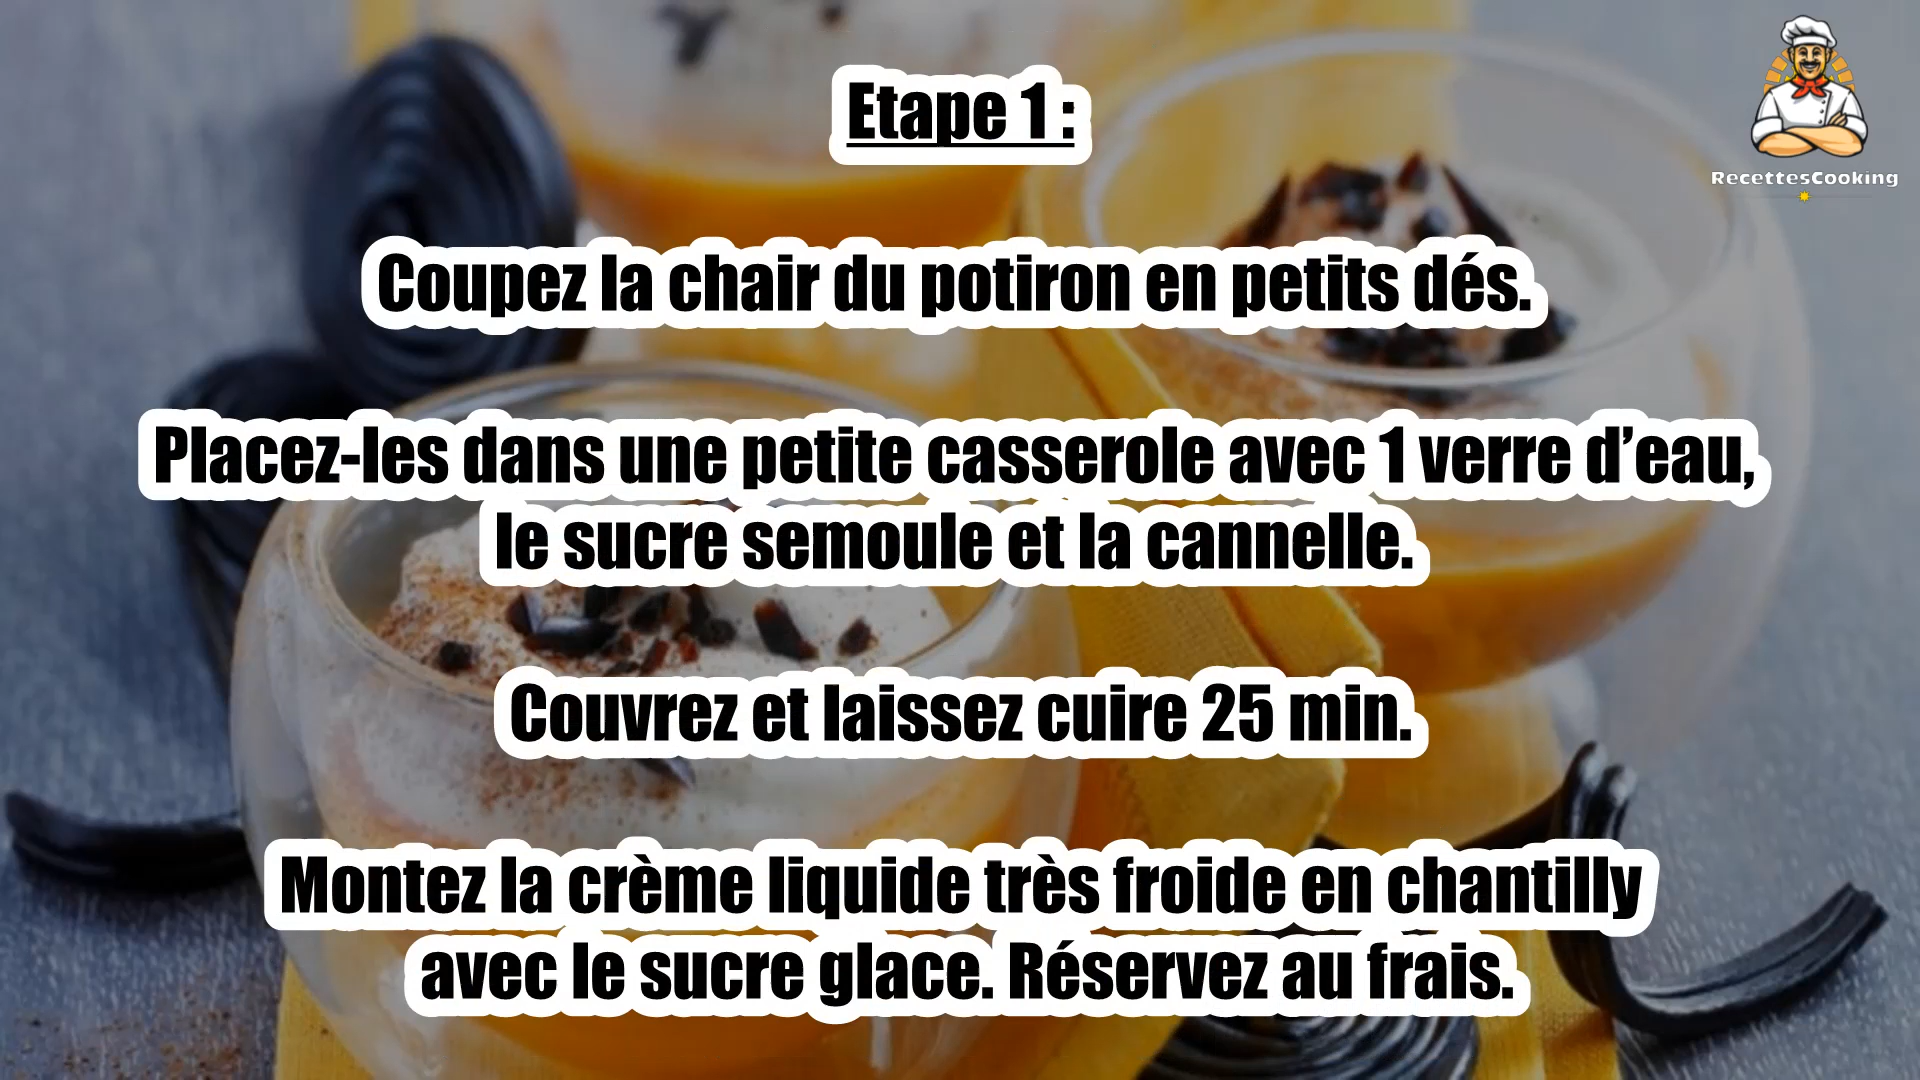 Etape 1 :
RecettesCooking
Coupez la chair du potiron en petits dés.
Placez-les dans une petite casserole avec 1 verre d’eau,
le sucre semoule et la cannelle.
Couvrez et laissez cuire 25 min.
Montez la crème liquide très froide en chantilly
avec le sucre glace. Réservez au frais.